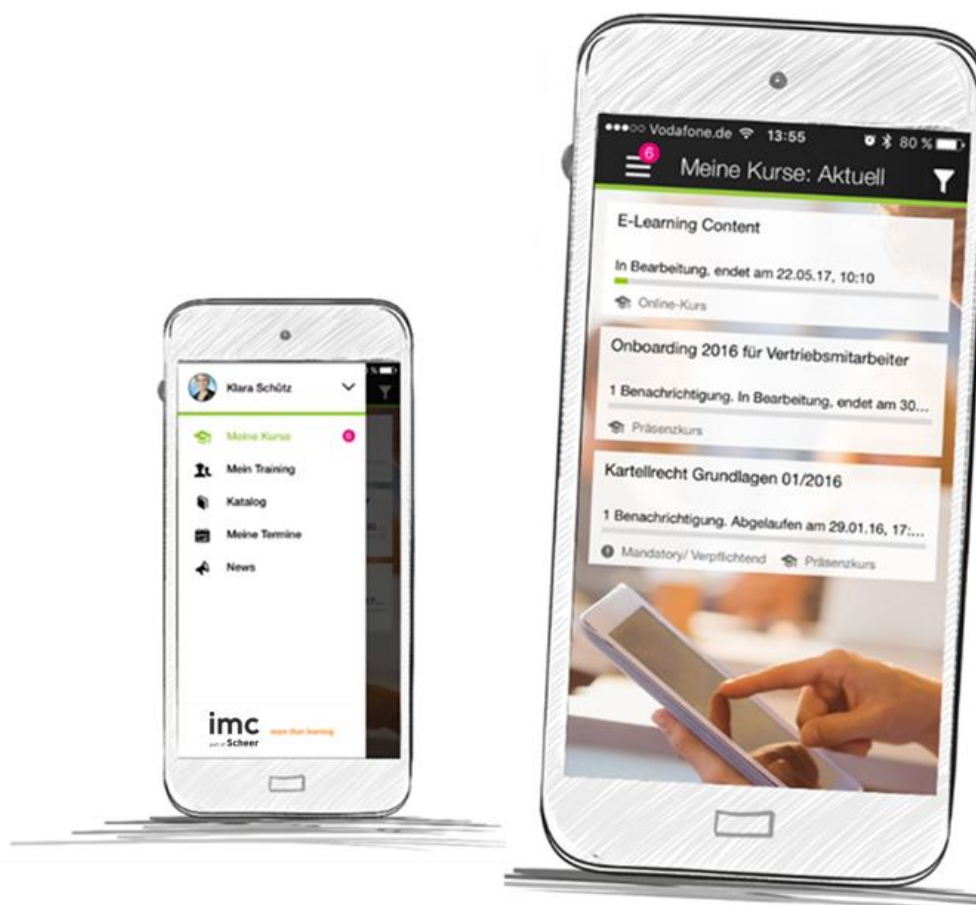 Klara Schütz
Meine Kurse 6
Mein Training
Katalog
Meine Termine
News
imc more than learning
part of Scheer
Vodafone.de 13:55 80 %
6
Meine Kurse: Aktuell
E-Learning Content
In Bearbeitung, endet am 22.05.17, 10:10
Online-Kurs
Onboarding 2016 für Vertriebsmitarbeiter
1 Benachrichtigung. In Bearbeitung, endet am 30...
Präsenzkurs
Kartellrecht Grundlagen 01/2016
1 Benachrichtigung. Abgelaufen am 29.01.16, 17:...
Mandatory/ Verpflichtend Präsenzkurs